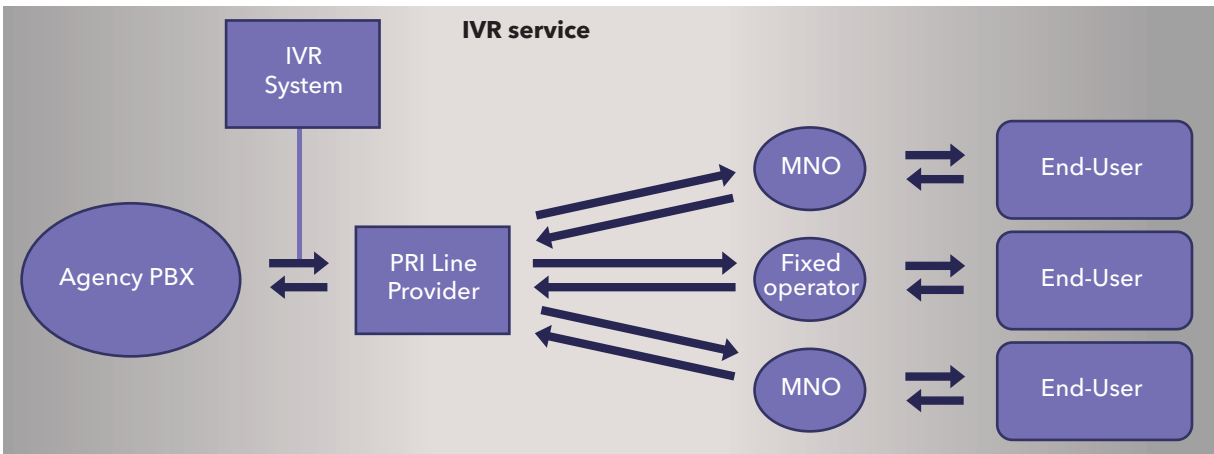 IVR service
IVR
System
MNO
End-User
Agency PBX
PRI Line
Provider
Fixed
operator
End-User
MNO
End-User